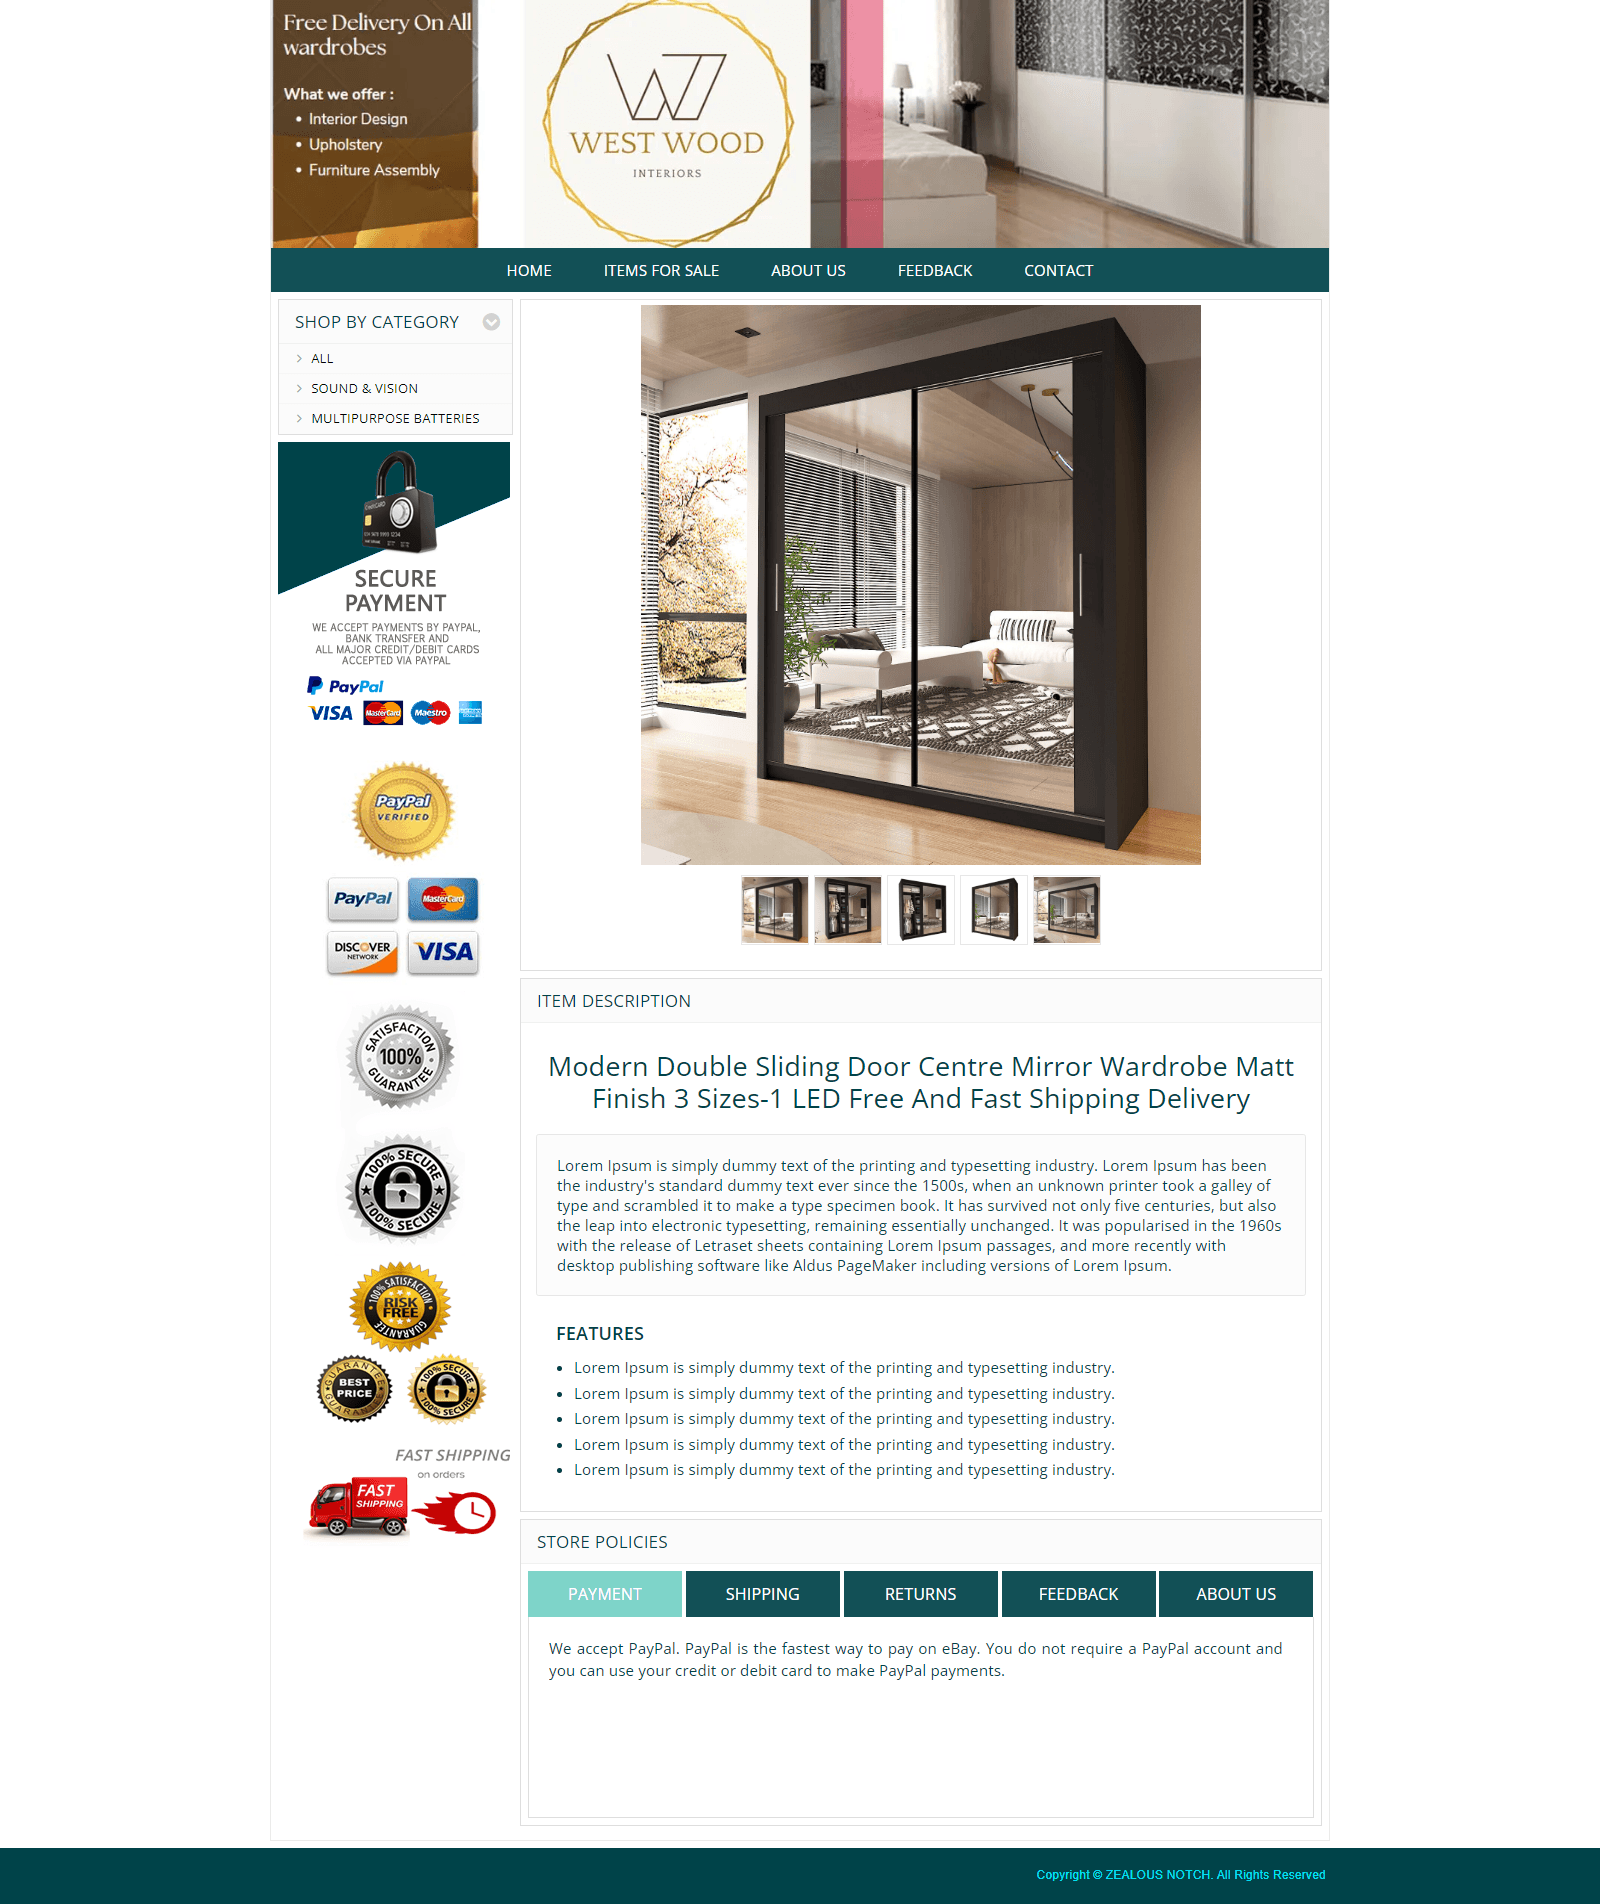 Free Delivery On All
wardrobes
What we offer :
• Interior Design
• Upholstery
• Furniture Assembly
WEST WOOD
INTERIORS
HOME
ITEMS FOR SALE
ABOUT US
FEEDBACK
CONTACT
SHOP BY CATEGORY
ALL
SOUND & VISION
MULTIPURPOSE BATTERIES
SECURE
PAYMENT
WE ACCEPT PAYMENTS BY PAYPAL,
BANK TRANSFER AND
ALL MAJOR CREDIT/DEBIT CARDS
ACCEPTED VIA PAYPAL
PayPal
VISA MasterCard Maestro
PayPal
VERIFIED
PayPal
MasterCard
DISCOVER
NETWORK
VISA
SATISFACTION
100%
GUARANTEE
100% SECURE
100% SECURE
100% SATISFACTION
RISK
FREE
GUARANTEE
GUARANTEE
BEST
PRICE
GUARANTEE
100% SECURE
100% SECURE
FAST SHIPPING
on orders
FAST
SHIPPING
ITEM DESCRIPTION
Modern Double Sliding Door Centre Mirror Wardrobe Matt
Finish 3 Sizes-1 LED Free And Fast Shipping Delivery
Lorem Ipsum is simply dummy text of the printing and typesetting industry. Lorem Ipsum has been
the industry's standard dummy text ever since the 1500s, when an unknown printer took a galley of
type and scrambled it to make a type specimen book. It has survived not only five centuries, but also
the leap into electronic typesetting, remaining essentially unchanged. It was popularised in the 1960s
with the release of Letraset sheets containing Lorem Ipsum passages, and more recently with
desktop publishing software like Aldus PageMaker including versions of Lorem Ipsum.
FEATURES
• Lorem Ipsum is simply dummy text of the printing and typesetting industry.
• Lorem Ipsum is simply dummy text of the printing and typesetting industry.
• Lorem Ipsum is simply dummy text of the printing and typesetting industry.
• Lorem Ipsum is simply dummy text of the printing and typesetting industry.
• Lorem Ipsum is simply dummy text of the printing and typesetting industry.
STORE POLICIES
PAYMENT
SHIPPING
RETURNS
FEEDBACK
ABOUT US
We accept PayPal. PayPal is the fastest way to pay on eBay. You do not require a PayPal account and
you can use your credit or debit card to make PayPal payments.
Copyright © ZEALOUS NOTCH. All Rights Reserved